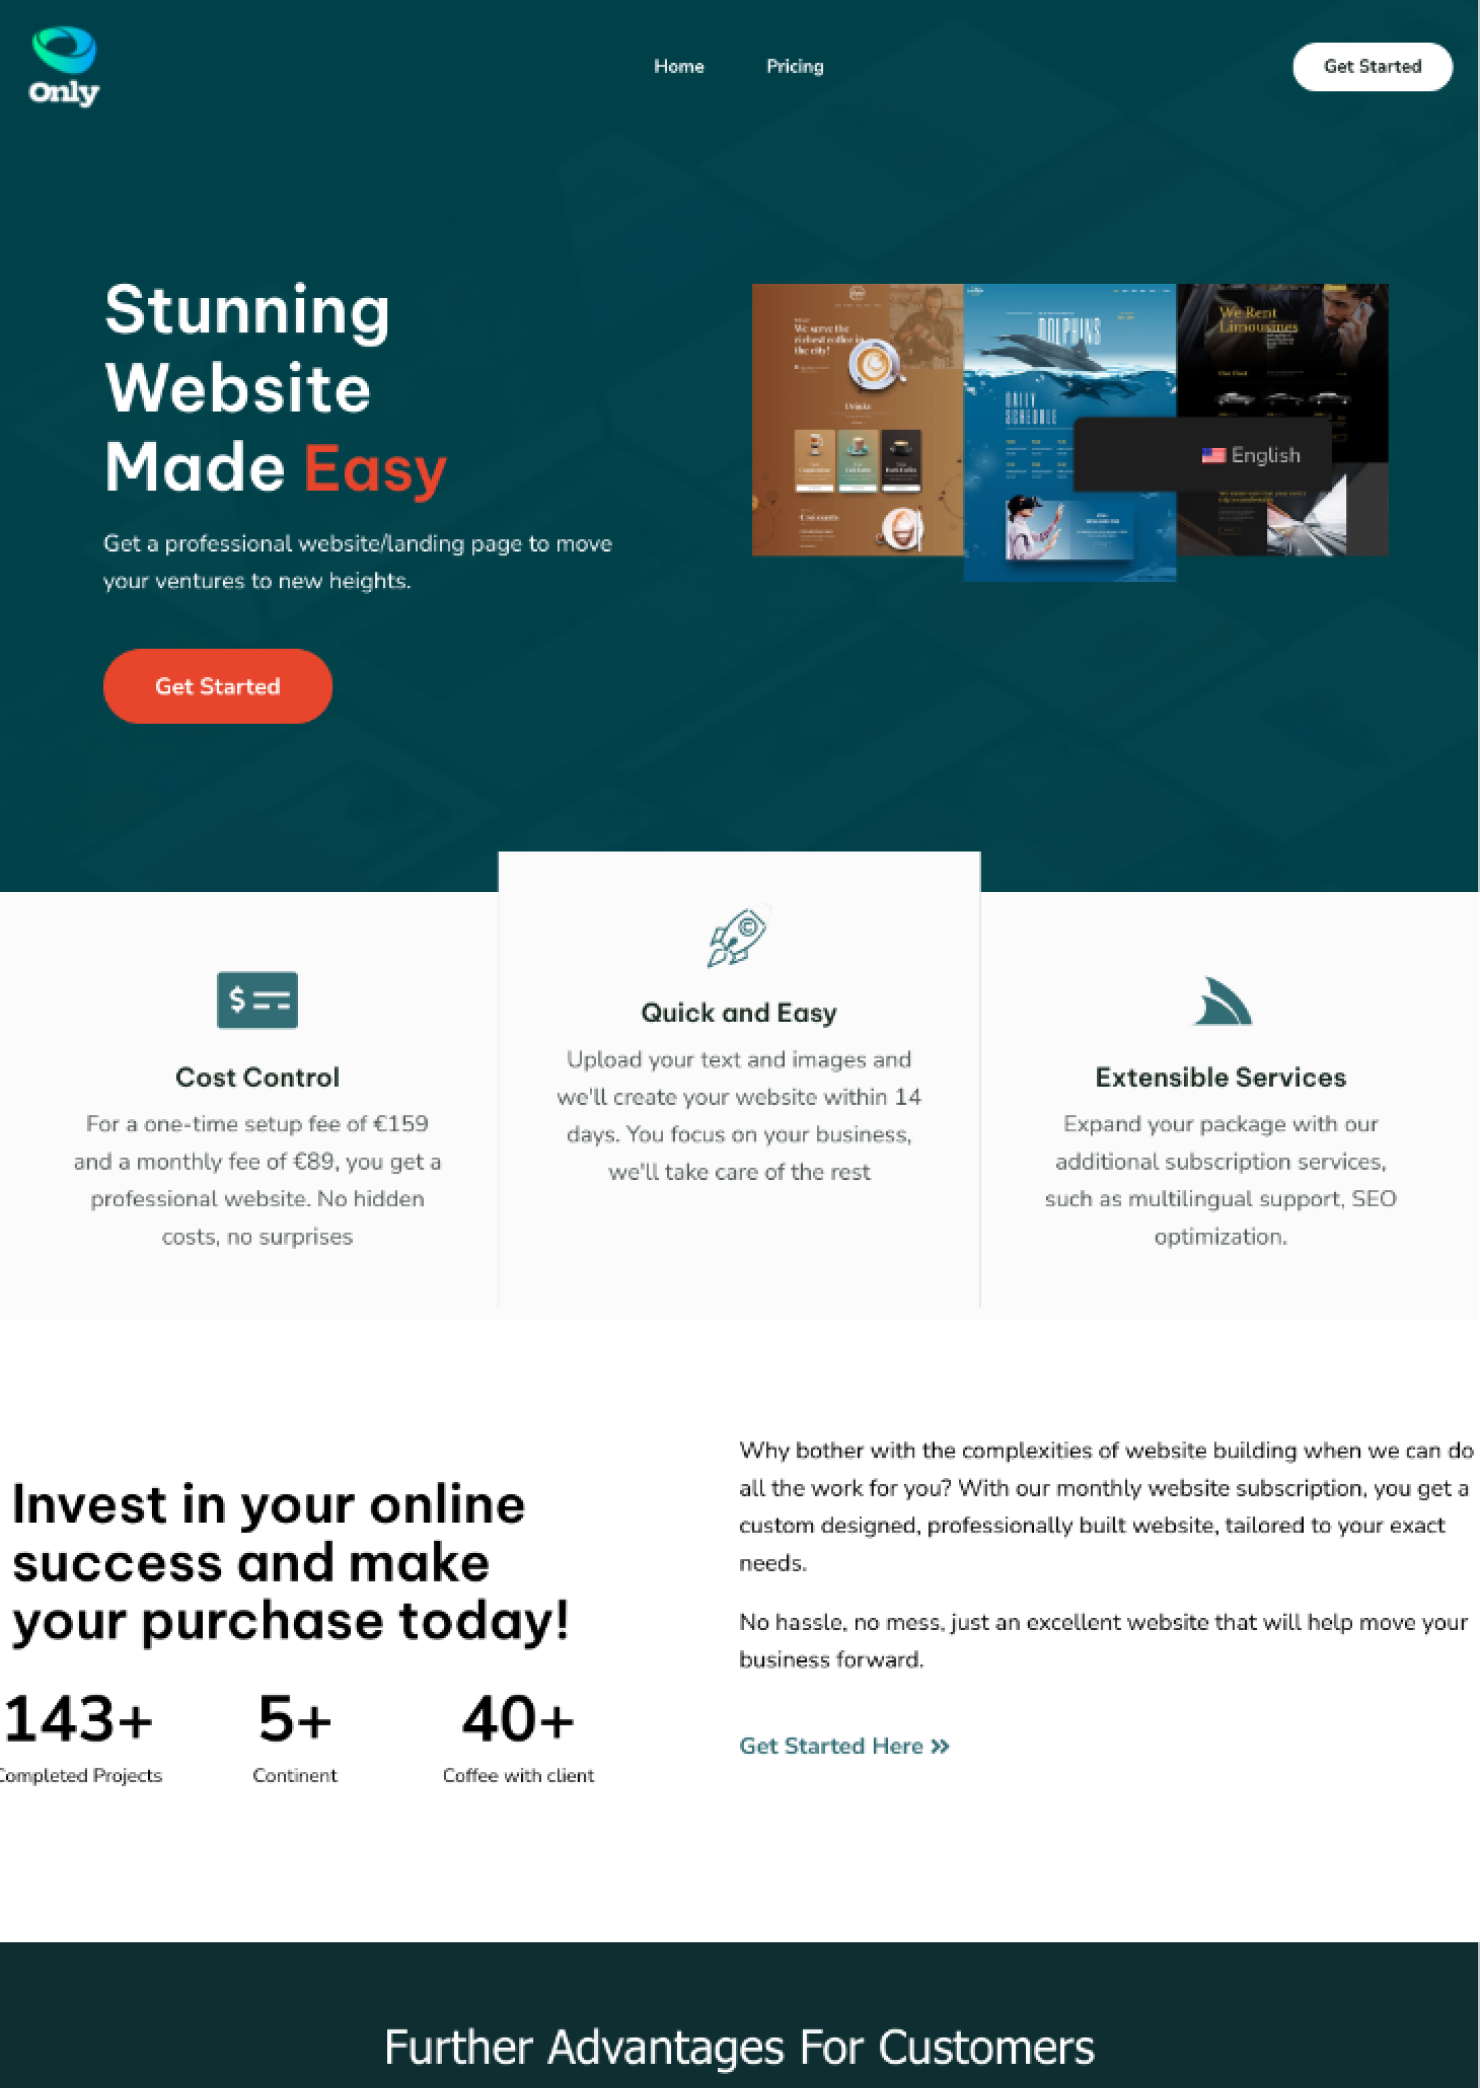 Only
Home
Pricing
Get Started
Stunning
Website
Made Easy
Get a professional website/landing page to move
your ventures to new heights.
Get Started
We serve the
richest coffee in
the city!
Drinks
DOLPHINS
DAILY
SCHEDULE
We Rent
Limousines
English
Cost Control
For a one-time setup fee of €159
and a monthly fee of €89, you get a
professional website. No hidden
costs, no surprises
Quick and Easy
Upload your text and images and
we'll create your website within 14
days. You focus on your business,
we'll take care of the rest
Extensible Services
Expand your package with our
additional subscription services,
such as multilingual support, SEO
optimization.
Invest in your online
success and make
your purchase today!
143+
Completed Projects
5+
Continent
40+
Coffee with client
Why bother with the complexities of website building when we can do
all the work for you? With our monthly website subscription, you get a
custom designed, professionally built website, tailored to your exact
needs.
No hassle, no mess, just an excellent website that will help move your
business forward.
Get Started Here »
Further Advantages For Customers